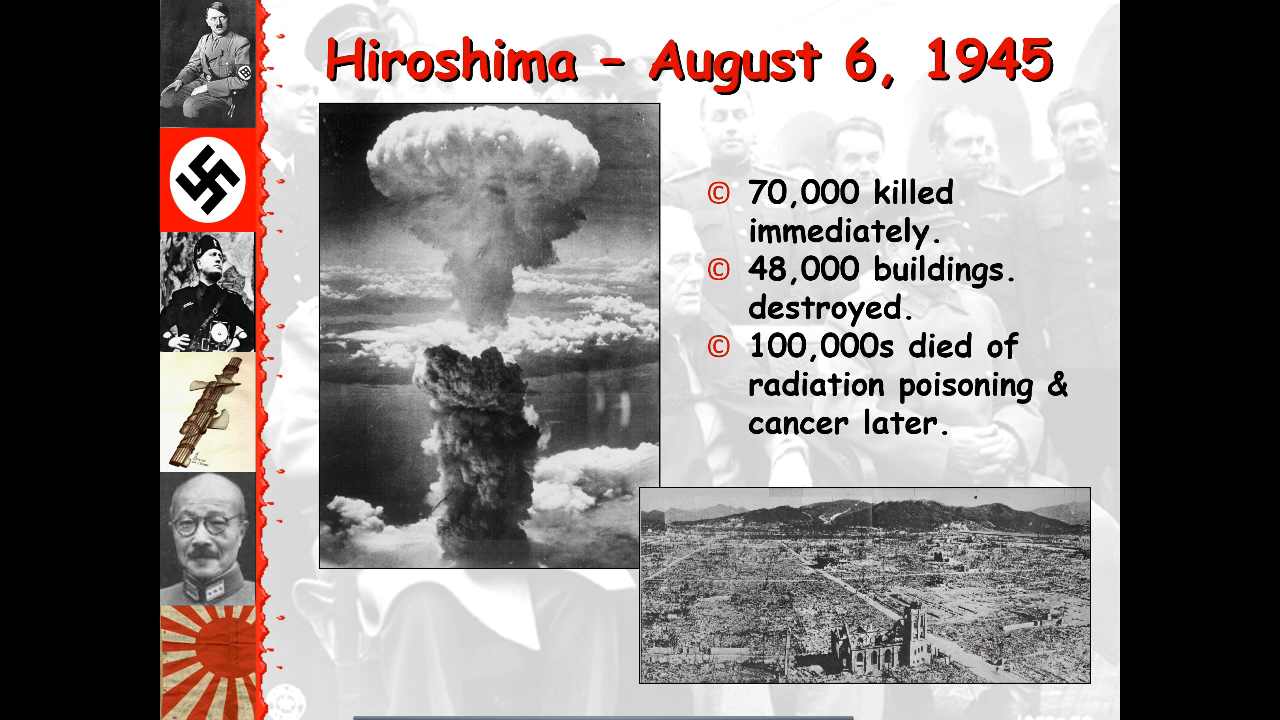 Hiroshima – August 6, 1945
© 70,000 killed
immediately.
© 48,000 buildings.
destroyed.
© 100,000s died of
radiation poisoning &
cancer later.